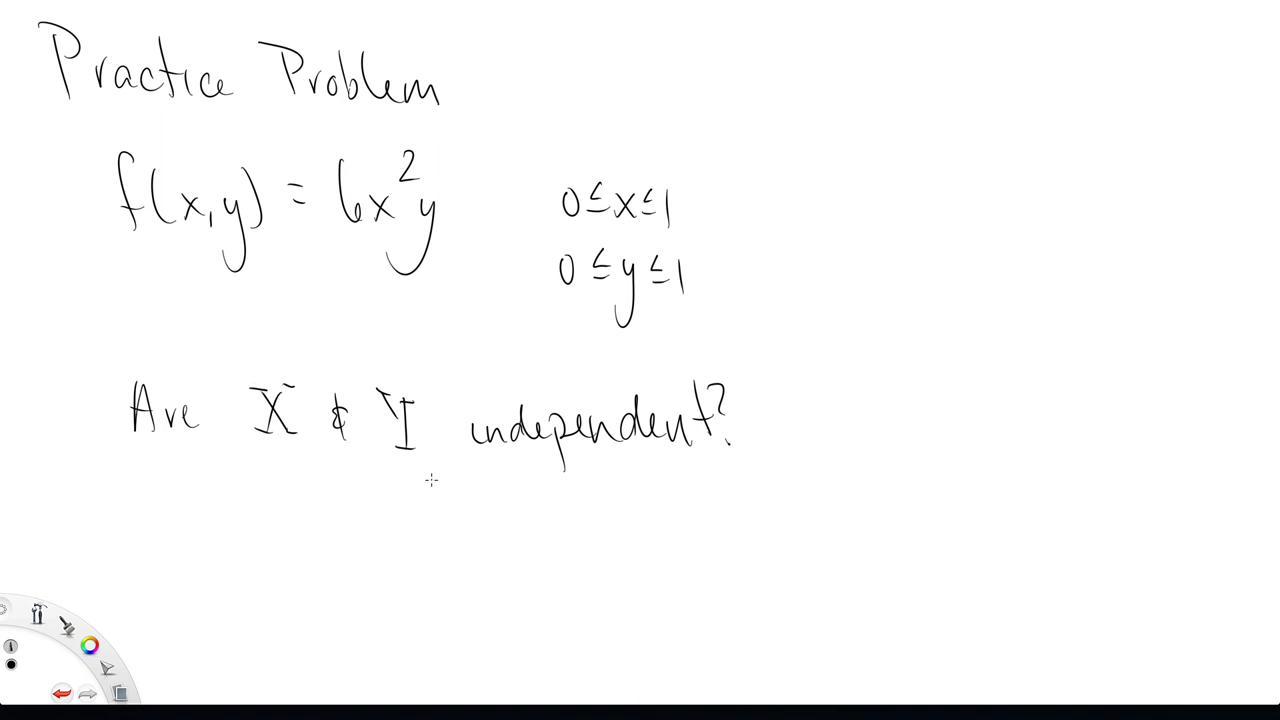 Practice Problem
f(x,y) = 6x²y
0≤x≤1
0≤y≤1
Are X & Y independent?